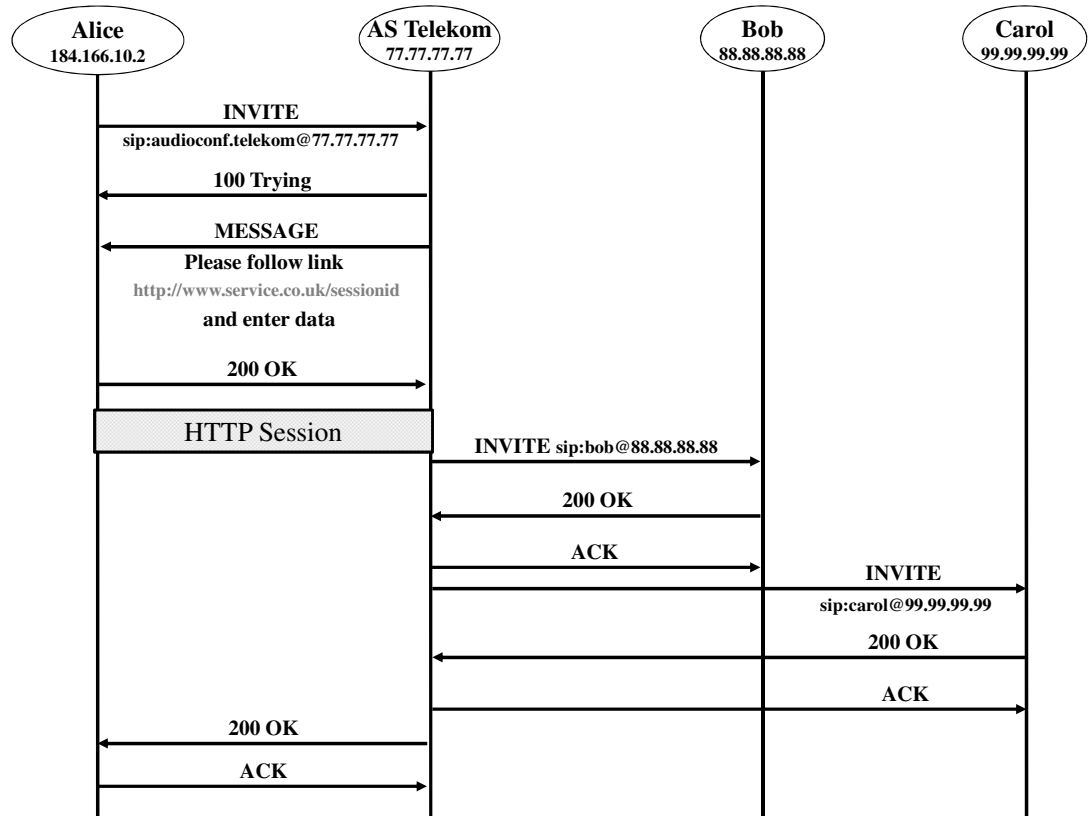 Alice
184.166.10.2
AS Telekom
77.77.77.77
Bob
88.88.88.88
Carol
99.99.99.99
INVITE
sip:audioconf.telekom@77.77.77.77
100 Trying
MESSAGE
Please follow link
http://www.service.co.uk/sessionid
and enter data
200 OK
HTTP Session
INVITE sip:bob@88.88.88.88
200 OK
ACK
INVITE
sip:carol@99.99.99.99
200 OK
ACK
200 OK
ACK